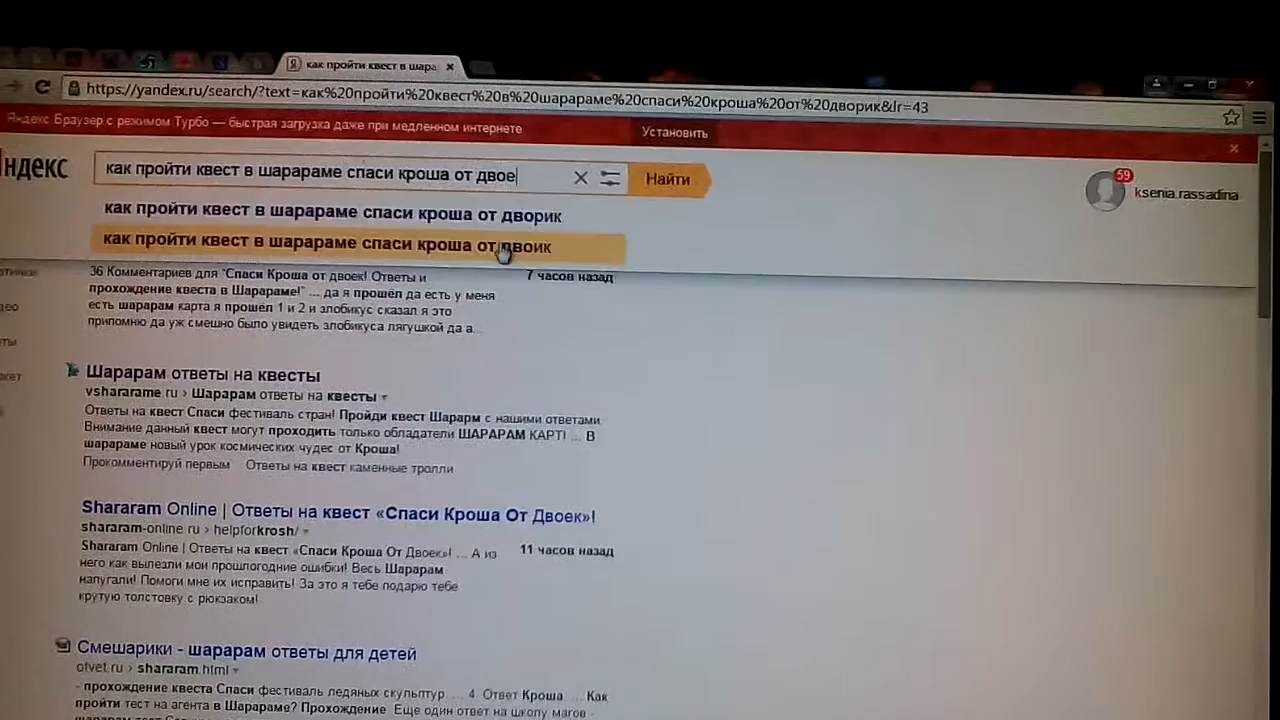 как пройти квест в шара
https://yandex.ru/search/?text=как%20пройти%20квест%20в%20шарараме%20спаси%20кроша%20от%20дворик&lr=43
Яндекс Браузер с режимом Турбо — быстрая загрузка даже при медленном интернете
Установить
ндекс
как пройти квест в шарараме спаси кроша от двое
Найти
59
ksenia.rassadina
как пройти квест в шарараме спаси кроша от дворик
как пройти квест в шарараме спаси кроша от двоик
36 Комментариев для "Спаси Кроша от двоек! Ответы и
7 часов назад
прохождение квеста в Шарараме!" ... да я прошёл да есть у меня
есть шарарам карта я прошёл 1 и 2 и злобикус сказал я это
припомню да уж смешно было увидеть злобикуса лягушкой да а...
Шарарам ответы на квесты
vshararame.ru › Шарарам ответы на квесты
Ответы на квест Спаси фестиваль стран! Пройди квест Шарарм с нашими ответами.
Внимание данный квест могут проходить только обладатели ШАРАРАМ КАРТ! ... В
шарараме новый урок космических чудес от Кроша!
Прокомментируй первым Ответы на квест каменные тролли
Shararam Online | Ответы на квест «Спаси Кроша От Двоек»!
shararam-online.ru › helpforkrosh/
Shararam Online | Ответы на квест «Спаси Кроша От Двоек»! ... А из
11 часов назад
него как вылезли мои прошлогодние ошибки! Весь Шарарам
напугали! Помоги мне их исправить! За это я тебе подарю тебе
крутую толстовку с рюкзаком!
Смешарики - шарарам ответы для детей
otvet.ru › shararam.html
- прохождение квеста Спаси фестиваль ледяных скульптур ... 4. Ответ Кроша. ... Как
пройти тест на агента в Шарараме? Прохождение. Еще один ответ на школу магов -